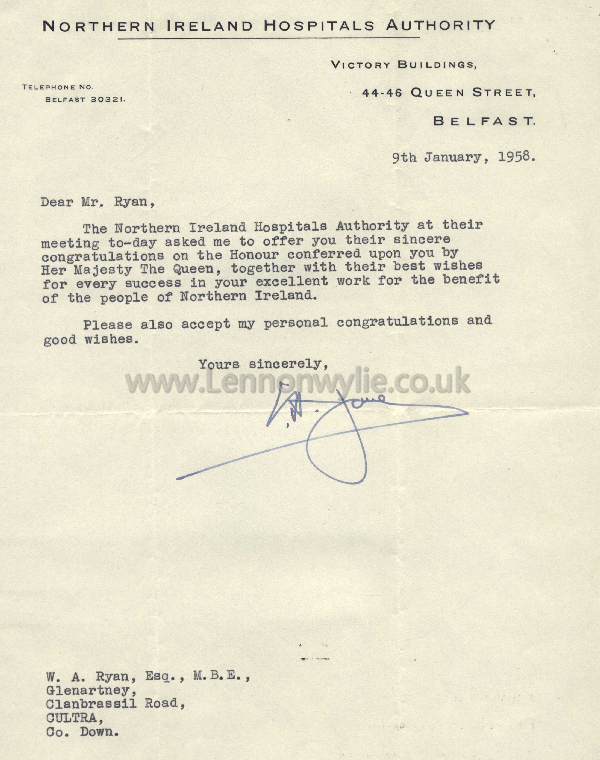 NORTHERN IRELAND HOSPITALS AUTHORITY
VICTORY BUILDINGS,
TELEPHONE NO.
BELFAST 30321.
44-46 QUEEN STREET,
BELFAST.
9th January, 1958.
Dear Mr. Ryan,
The Northern Ireland Hospitals Authority at their
meeting to-day asked me to offer you their sincere
congratulations on the Honour conferred upon you by
Her Majesty The Queen, together with their best wishes
for every success in your excellent work for the benefit
of the people of Northern Ireland.
Please also accept my personal congratulations and
good wishes.
Yours sincerely,
www.Lennonwylie.co.uk
W. A. Ryan, Esq., M.B.E.,
Glenartney,
Clanbrassil Road,
CULTRA,
Co. Down.